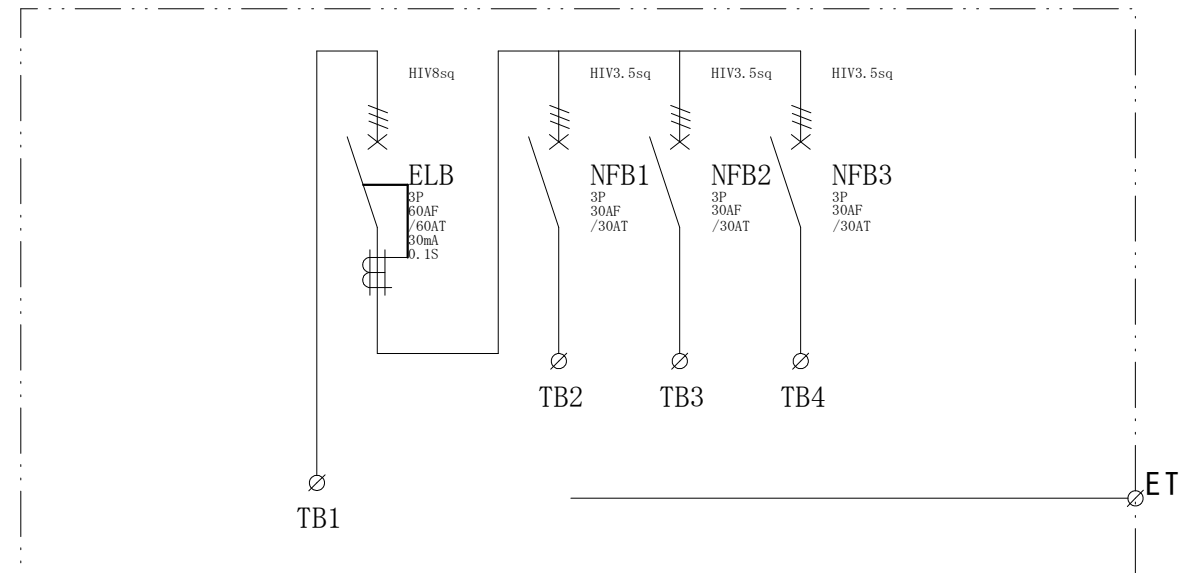 HIV8sq
HIV3.5sq
HIV3.5sq
HIV3.5sq
ELB
3P
60AF
/60AT
30mA
0.1S
NFB1
3P
30AF
/30AT
NFB2
3P
30AF
/30AT
NFB3
3P
30AF
/30AT
TB2
TB3
TB4
ET
TB1